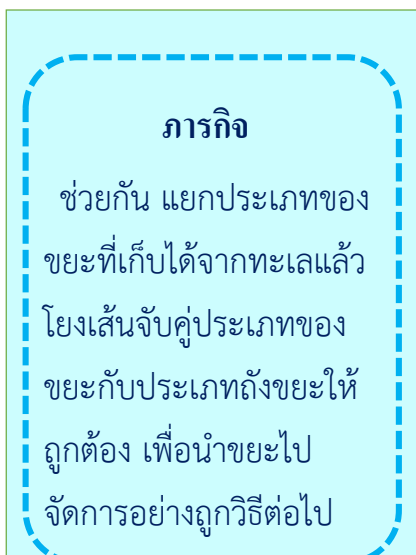 ภารกิจ
ช่วยกัน แยกประเภทของ
ขยะที่เก็บได้จากทะเลแล้ว
โยงเส้นจับคู่ประเภทของ
ขยะกับประเภทถังขยะให้
ถูกต้อง เพื่อนำขยะไป
จัดการอย่างถูกวิธีต่อไป